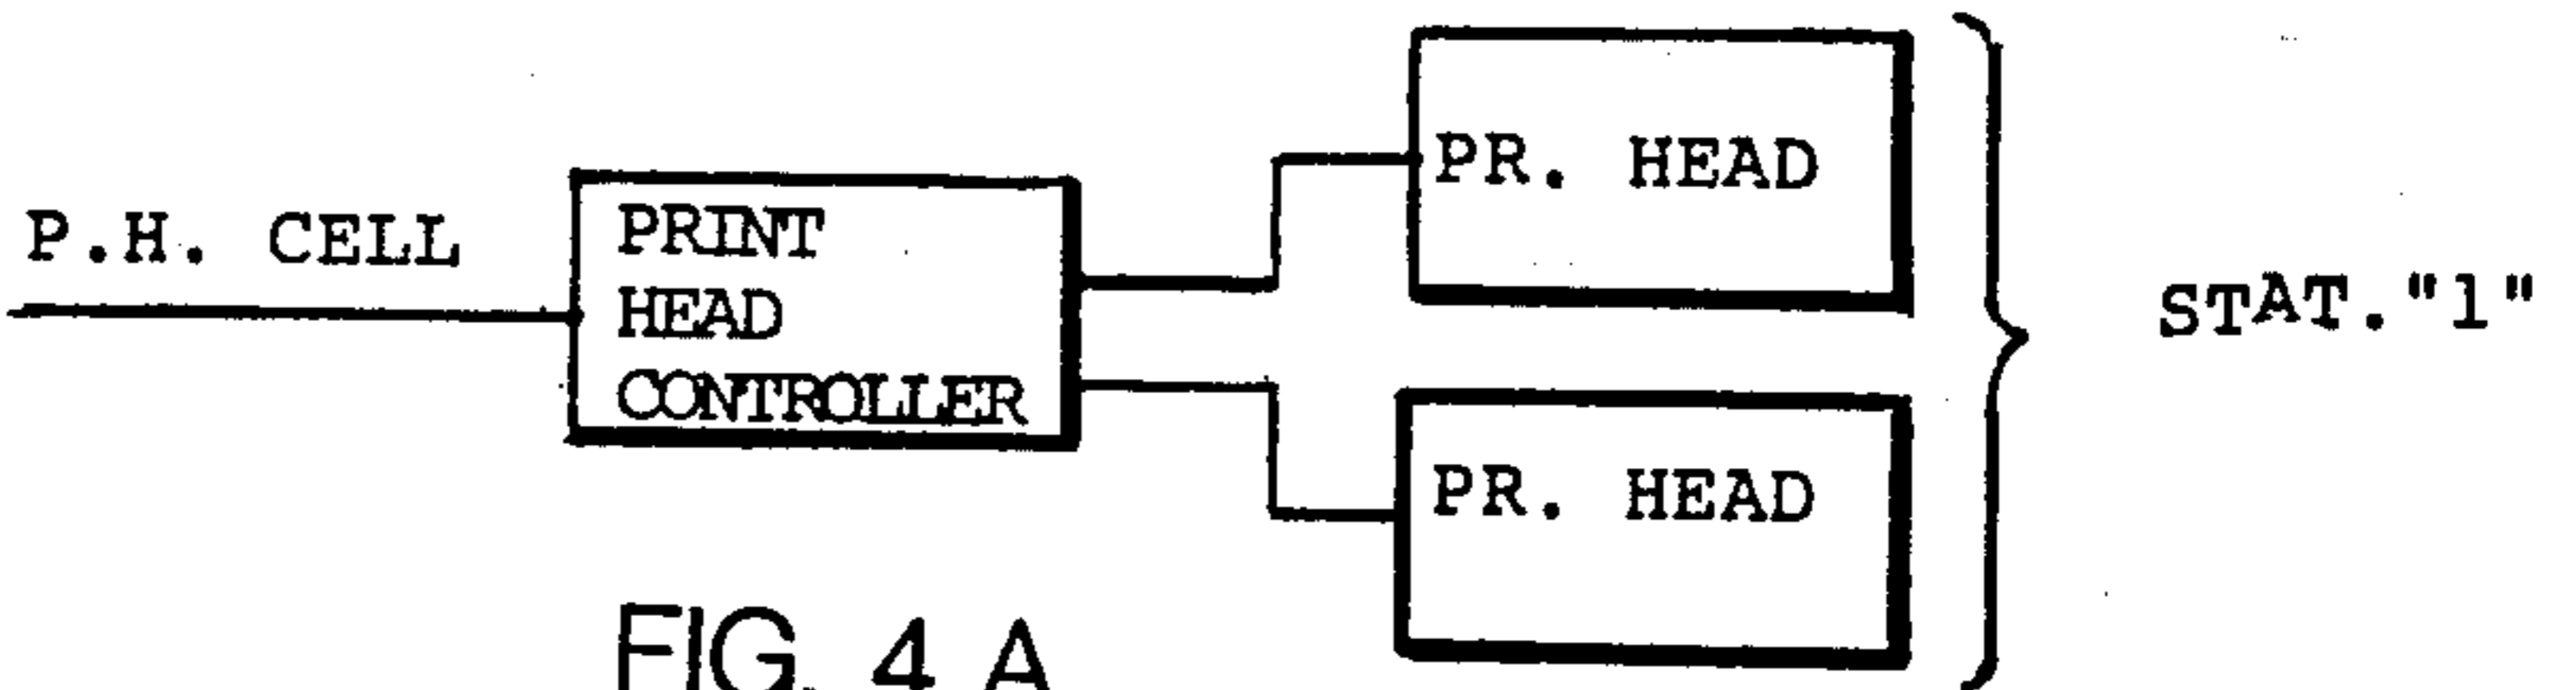 P.H. CELL
PRINT
HEAD
CONTROLLER
PR. HEAD
PR. HEAD
STAT."1"
FIG. 4 A